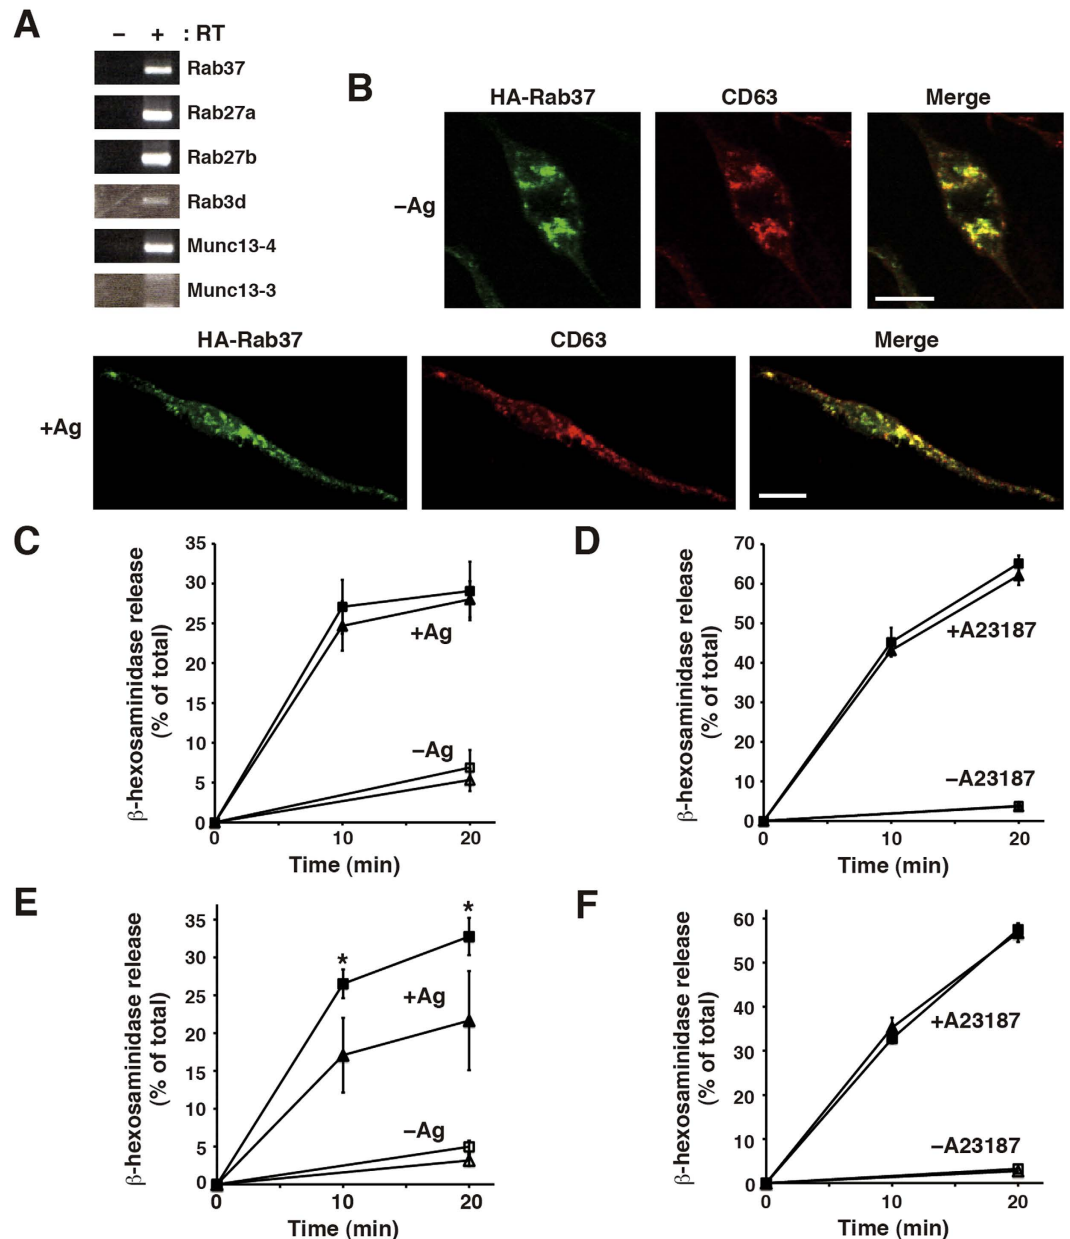 A
– + : RT
Rab37
Rab27a
Rab27b
Rab3d
Munc13-4
Munc13-3
B
HA-Rab37 CD63 Merge
–Ag
HA-Rab37 CD63 Merge
+Ag
C
β-hexosaminidase release
(% of total)
35
30
25
20
15
10
5
0
+Ag
–Ag
0 10 20
Time (min)
D
β-hexosaminidase release
(% of total)
70
60
50
40
30
20
10
0
+A23187
–A23187
0 10 20
Time (min)
E
β-hexosaminidase release
(% of total)
35
30
25
20
15
10
5
0
*
*
+Ag
–Ag
0 10 20
Time (min)
F
β-hexosaminidase release
(% of total)
60
50
40
30
20
10
0
+A23187
–A23187
0 10 20
Time (min)